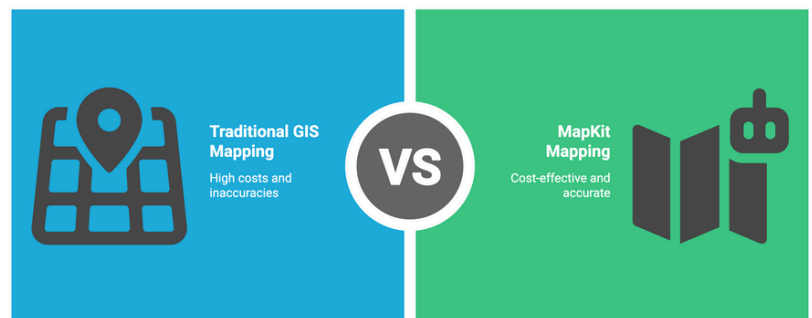 Traditional GIS
Mapping
High costs and
inaccuracies
VS
MapKit
Mapping
Cost-effective and
accurate